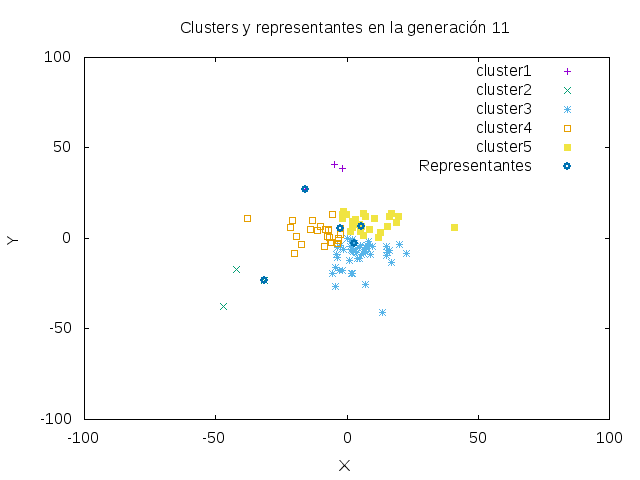 Clusters y representantes en la generación 11
100
50
0
-50
-100
-100
-50
0
50
100
X
Y
cluster1
cluster2
cluster3
cluster4
cluster5
Representantes